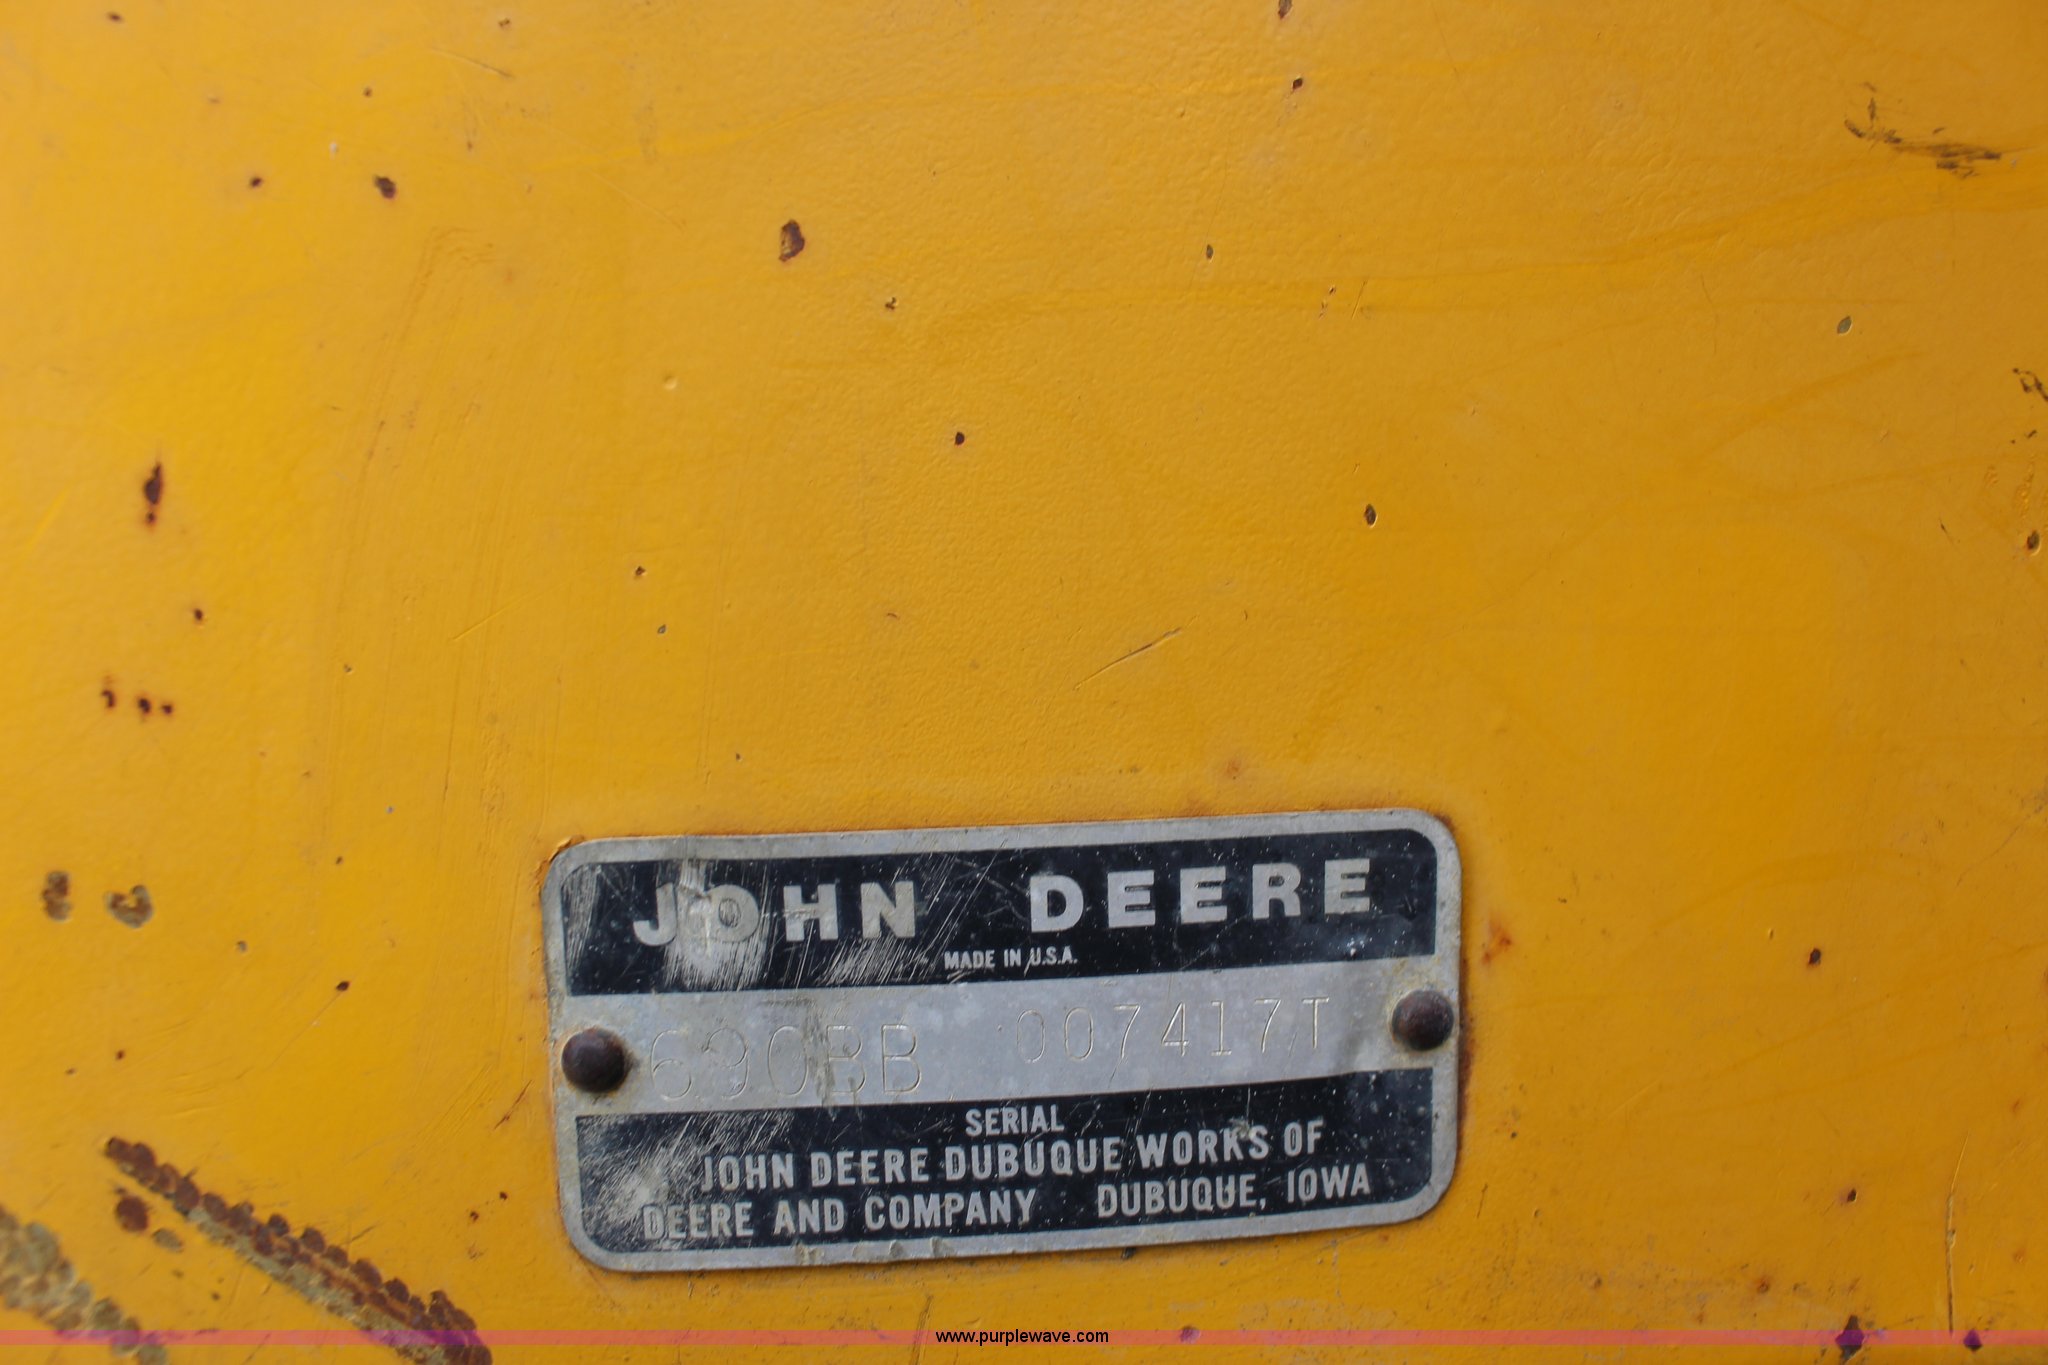 JOHN DEERE
MADE IN U.S.A.
690BB 007417T
SERIAL
JOHN DEERE DUBUQUE WORKS OF
DEERE AND COMPANY DUBUQUE, IOWA
www.purplewave.com